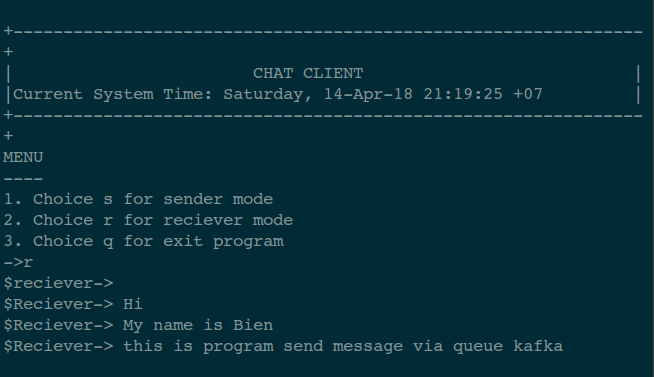 +---------------------------------------------------------------
+
|                        CHAT CLIENT                           |
|Current System Time: Saturday, 14-Apr-18 21:19:25 +07         |
+---------------------------------------------------------------
+
MENU
----
1. Choice s for sender mode
2. Choice r for reciever mode
3. Choice q for exit program
->r
$reciever->
$Reciever-> Hi
$Reciever-> My name is Bien
$Reciever-> this is program send message via queue kafka